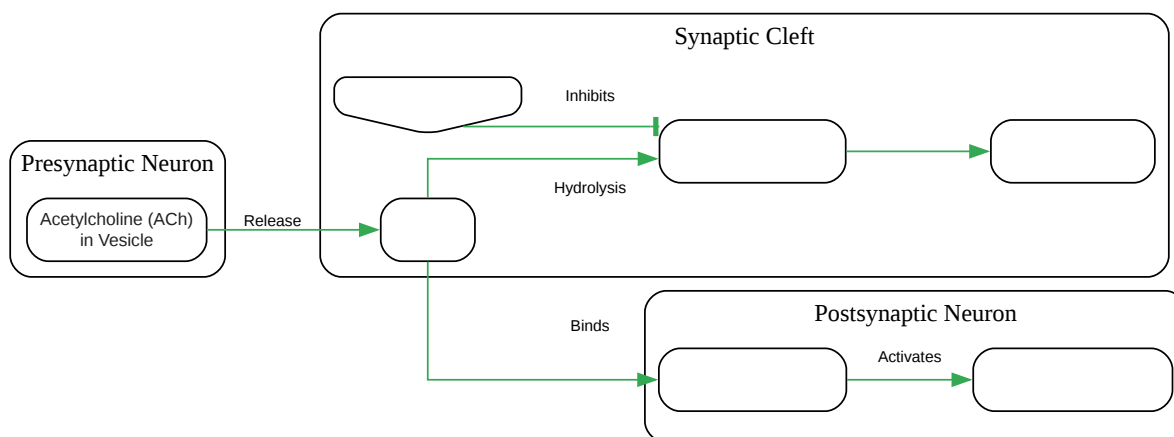 Synaptic Cleft
Inhibits
Presynaptic Neuron
Acetylcholine (ACh)
in Vesicle
Release
Hydrolysis
Postsynaptic Neuron
Binds
Activates